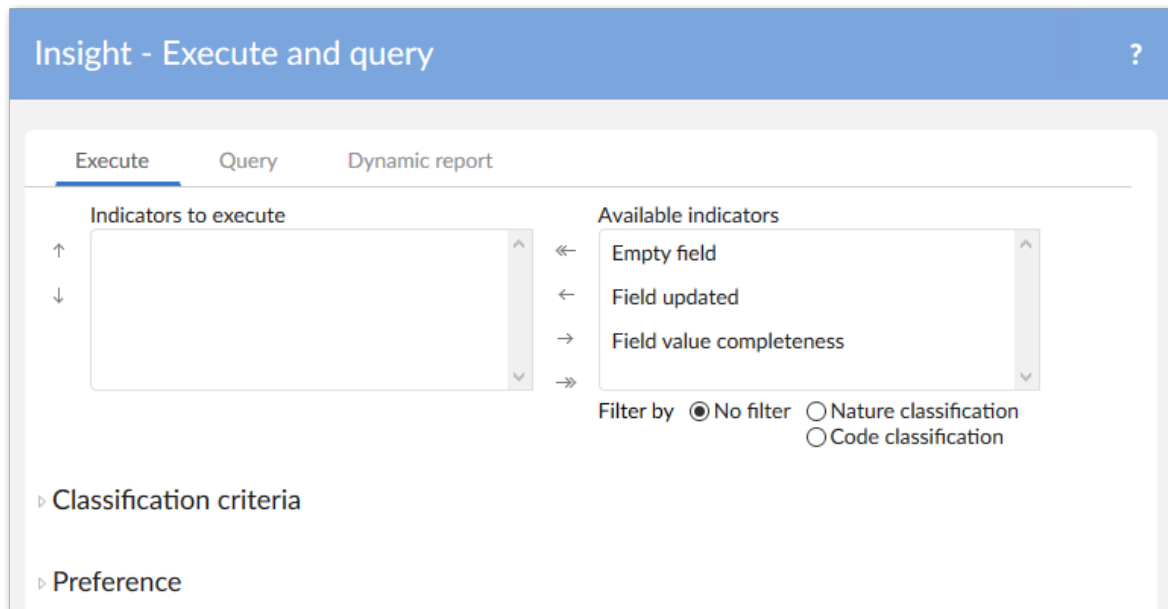 Insight - Execute and query ?
Execute Query Dynamic report
Indicators to execute Available indicators
Empty field
Field updated
Field value completeness
Filter by No filter Nature classification
Code classification
Classification criteria
Preference